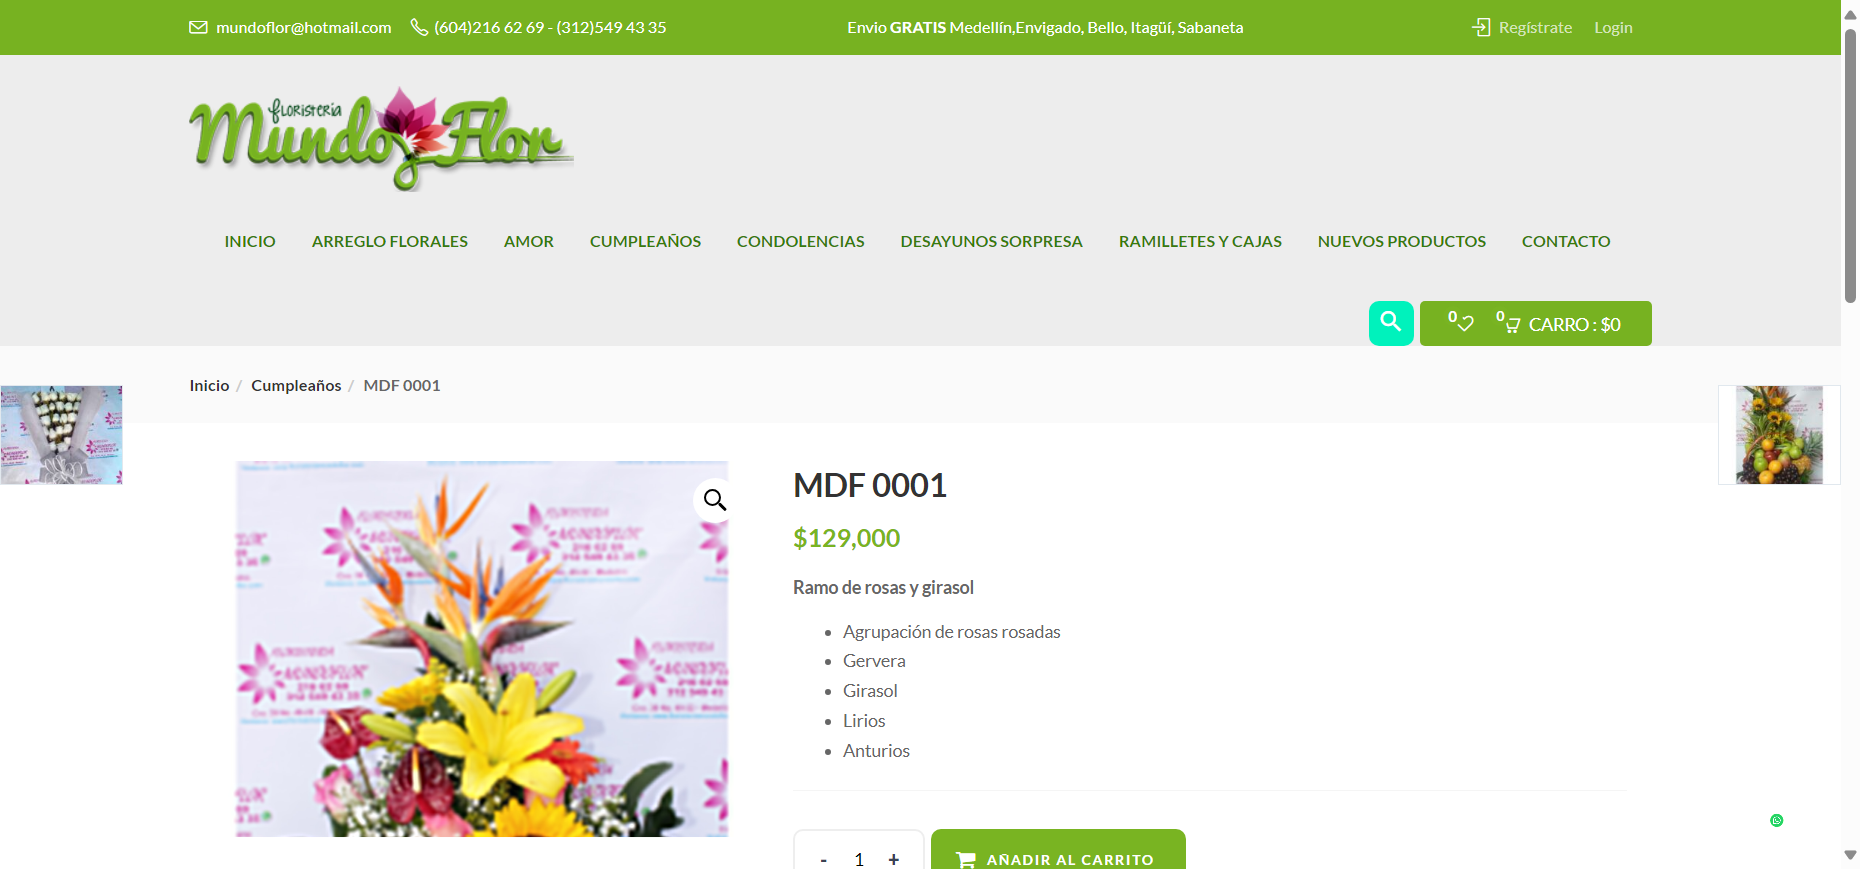 mundoflor@hotmail.com (604)216 62 69 - (312)549 43 35 Envio GRATIS Medellín,Envigado, Bello, Itagüí, Sabaneta Regístrate Login
FLORISTERIA
Mundo Flor
INICIO ARREGLO FLORALES AMOR CUMPLEAÑOS CONDOLENCIAS DESAYUNOS SORPRESA RAMILLETES Y CAJAS NUEVOS PRODUCTOS CONTACTO
0 0 CARRO : $0
Inicio / Cumpleaños / MDF 0001
MDF 0001
$129,000
Ramo de rosas y girasol
Agrupación de rosas rosadas
Gervera
Girasol
Lirios
Anturios
- 1 +
AÑADIR AL CARRITO